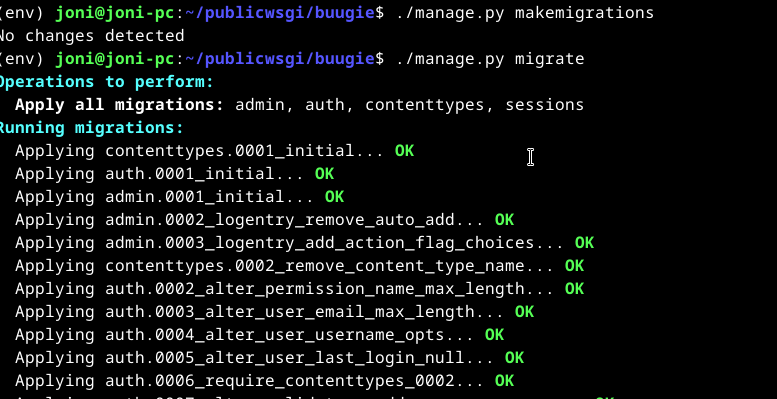 (env) joni@joni-pc:~/publicwsgi/buugie$ ./manage.py makemigrations
No changes detected
(env) joni@joni-pc:~/publicwsgi/buugie$ ./manage.py migrate
Operations to perform:
  Apply all migrations: admin, auth, contenttypes, sessions
Running migrations:
  Applying contenttypes.0001_initial... OK
  Applying auth.0001_initial... OK
  Applying admin.0001_initial... OK
  Applying admin.0002_logentry_remove_auto_add... OK
  Applying admin.0003_logentry_add_action_flag_choices... OK
  Applying contenttypes.0002_remove_content_type_name... OK
  Applying auth.0002_alter_permission_name_max_length... OK
  Applying auth.0003_alter_user_email_max_length... OK
  Applying auth.0004_alter_user_username_opts... OK
  Applying auth.0005_alter_user_last_login_null... OK
  Applying auth.0006_require_contenttypes_0002... OK